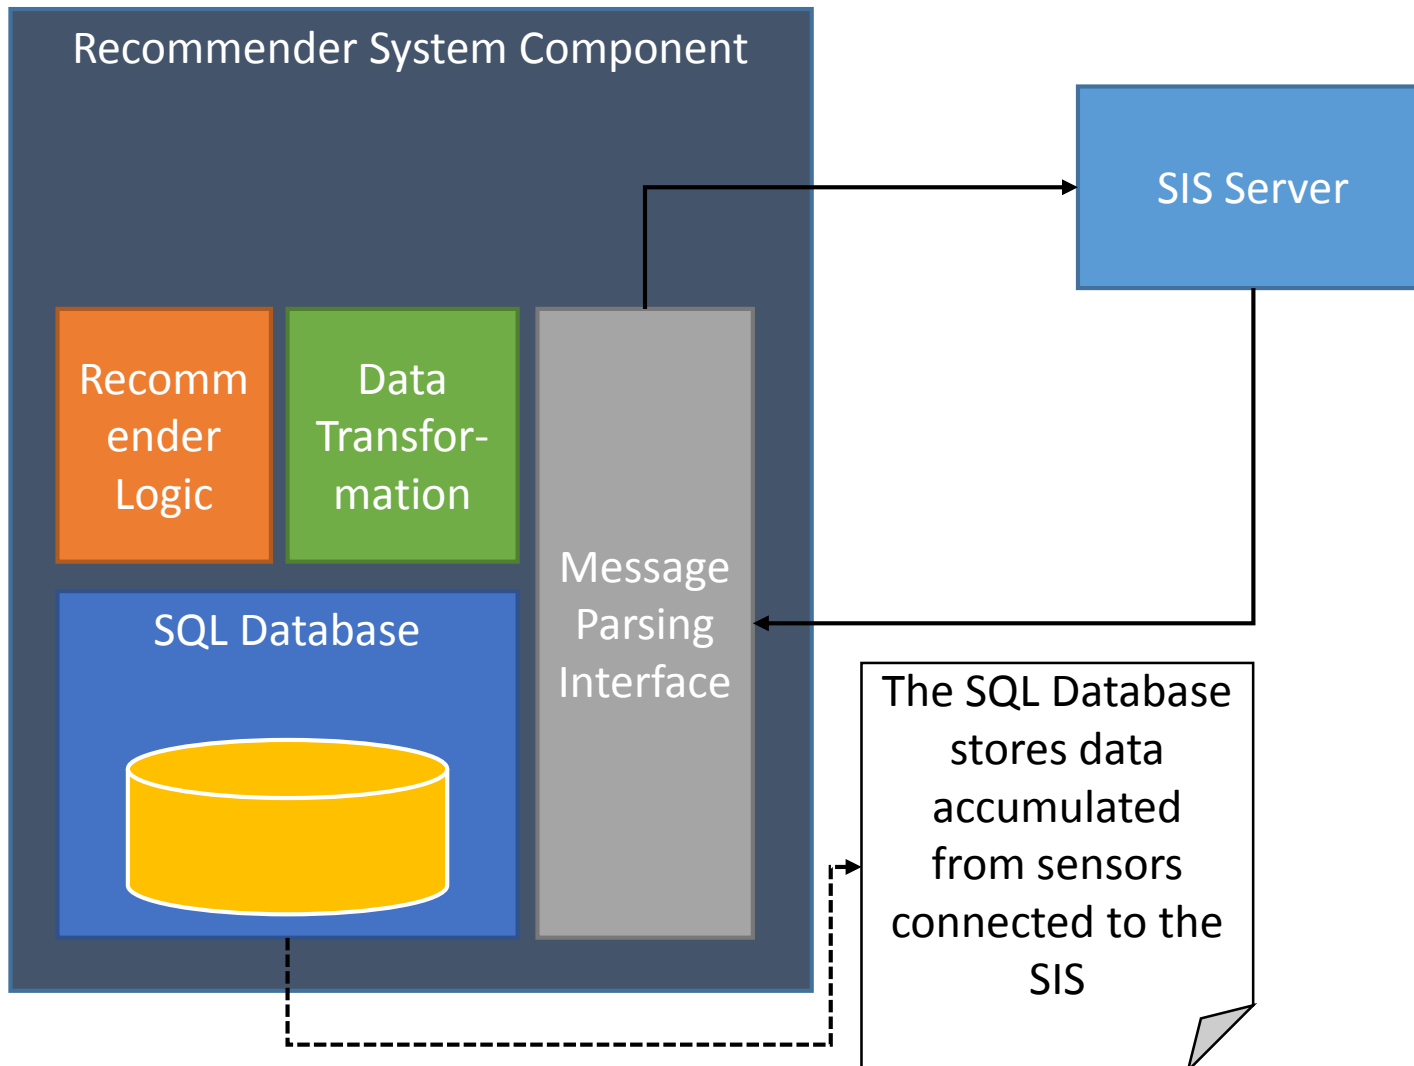 Recommender System Component
SIS Server
Recomm
ender
Logic
Data
Transfor-
mation
Message
Parsing
Interface
SQL Database
The SQL Database
stores data
accumulated
from sensors
connected to the
SIS